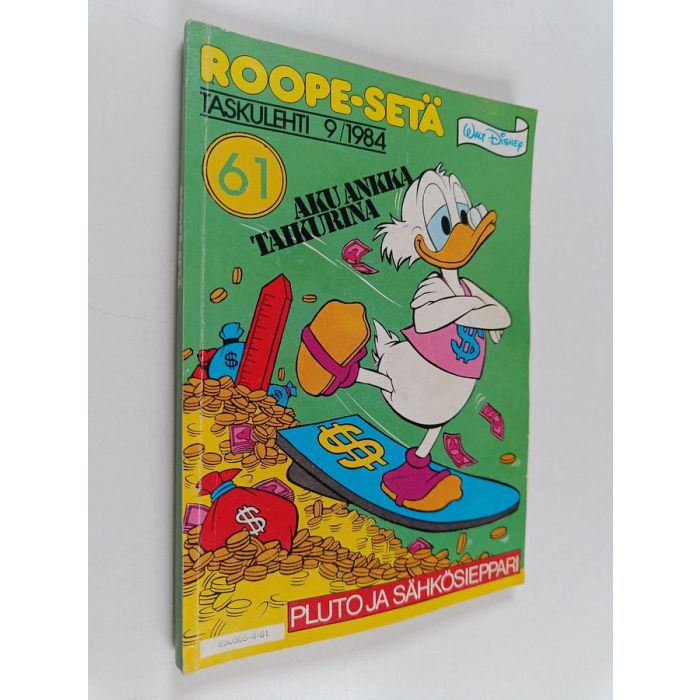 ROOPE-SETÄ
TASKULEHTI 9/1984
WALT DISNEY
61
AKU ANKKA
TAIKURINA
$
$
$
$
PLUTO JA SÄHKÖSIEPPARI